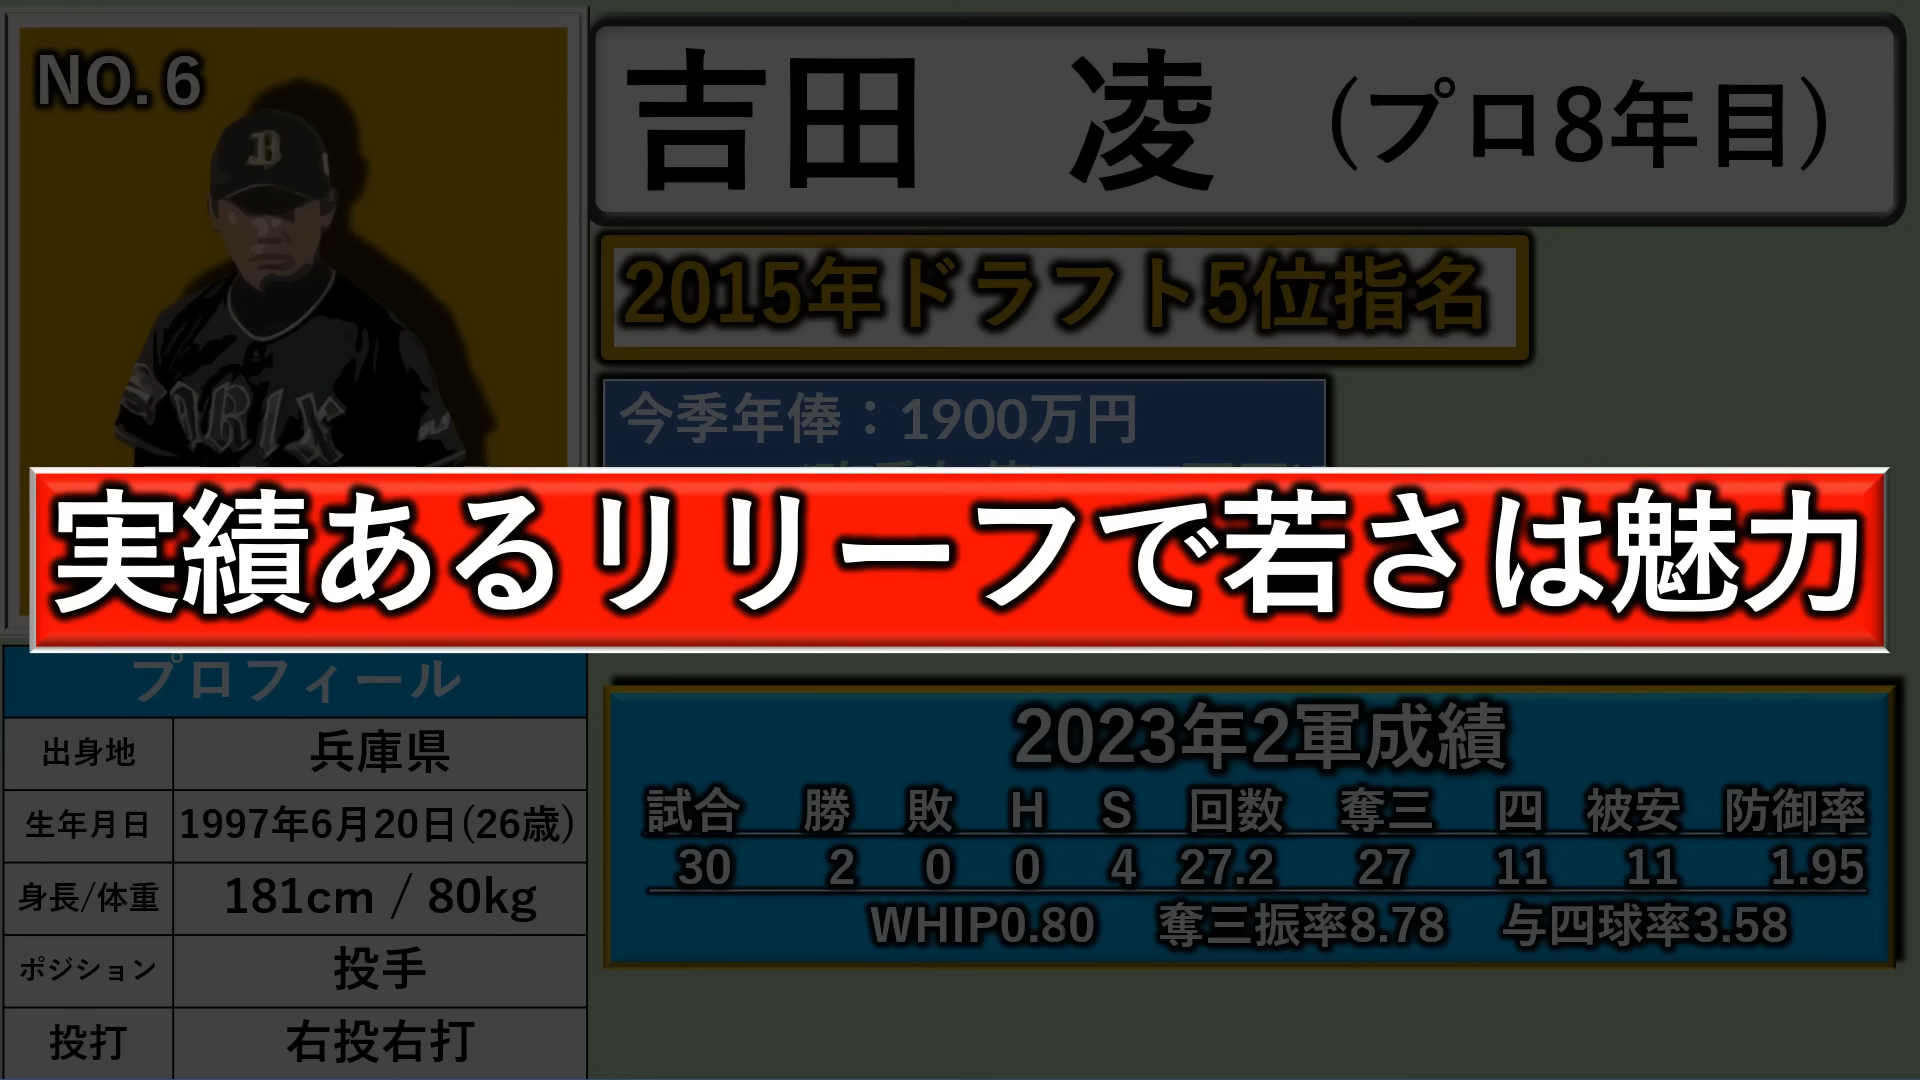 NO.6
B
ORIX
吉田 凌 (プロ8年目)
2015年ドラフト5位指名
今季年俸：1900万円
実績あるリリーフで若さは魅力
プロフィール
出身地 兵庫県
生年月日 1997年6月20日(26歳)
身長/体重 181cm / 80kg
ポジション 投手
投打 右投右打
2023年2軍成績
試合 勝 敗 H S 回数 奪三 四 被安 防御率
30 2 0 0 4 27.2 27 11 11 1.95
WHIP0.80 奪三振率8.78 与四球率3.58